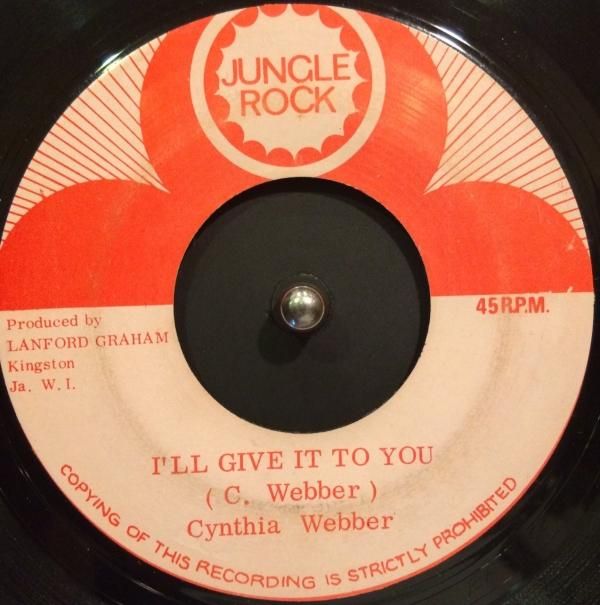 JUNGLE
ROCK
45 R.P.M.
Produced by
LANFORD GRAHAM
Kingston
Ja. W. I.
I'LL GIVE IT TO YOU
( C. Webber )
Cynthia Webber
COPYING OF THIS RECORDING IS STRICTLY PROHIBITED